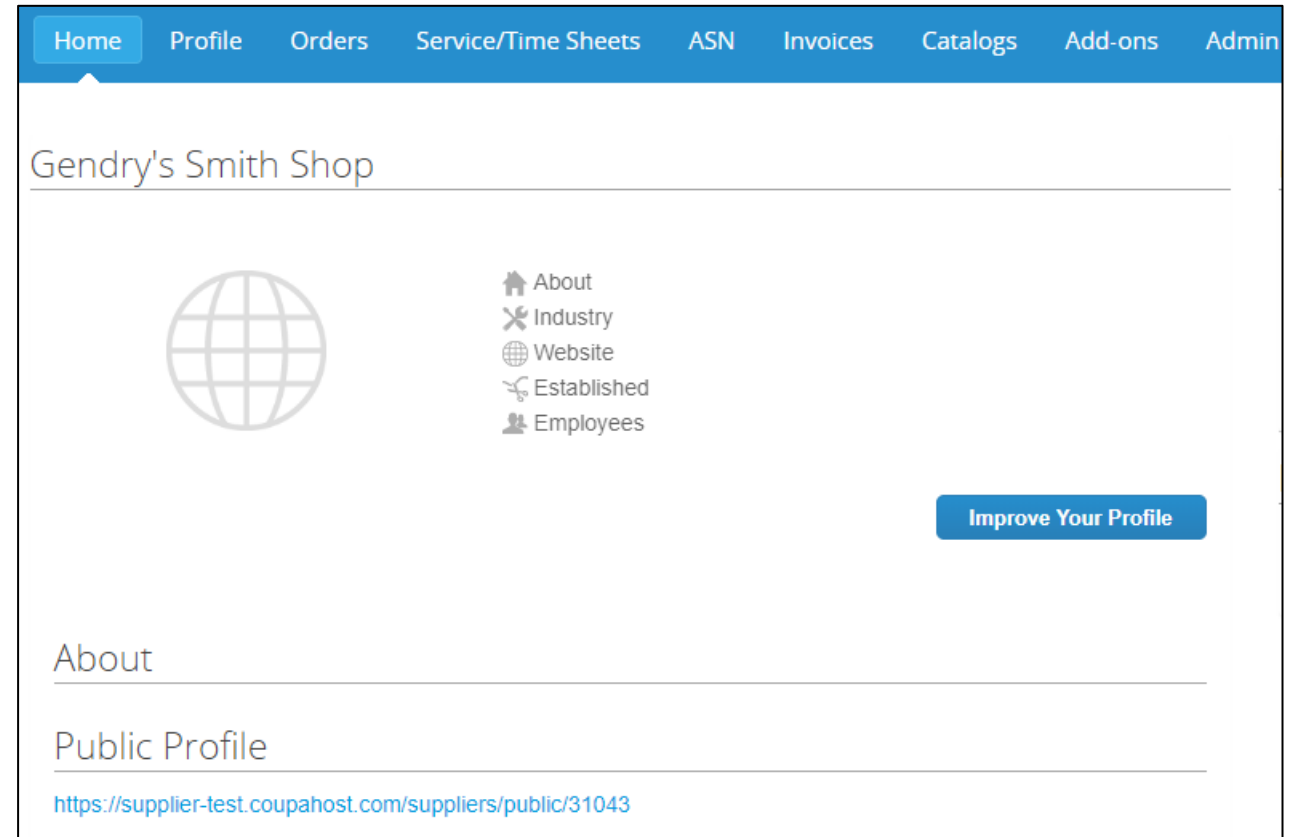 Home Profile Orders Service/Time Sheets ASN Invoices Catalogs Add-ons Admin
Gendry's Smith Shop
About
Industry
Website
Established
Employees
Improve Your Profile
About
Public Profile
https://supplier-test.coupahost.com/suppliers/public/31043